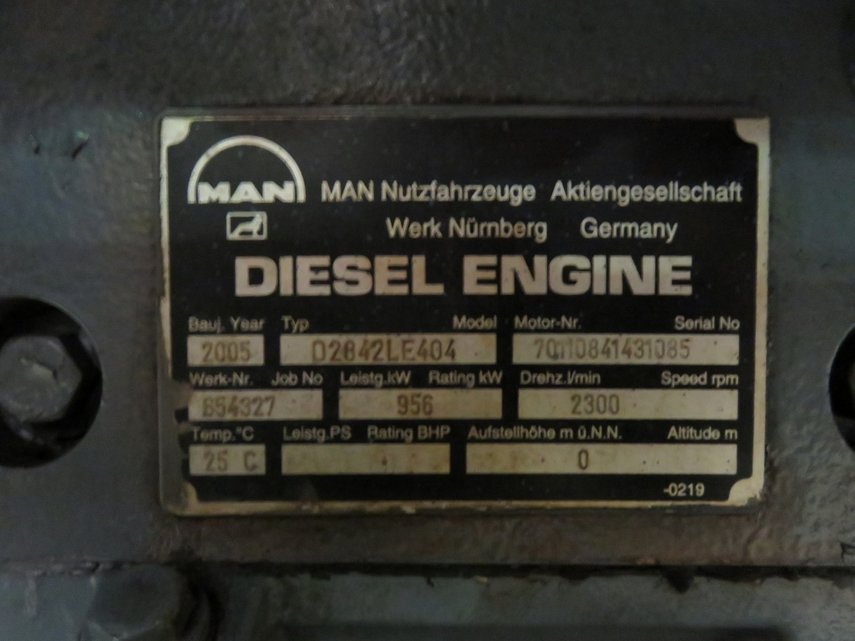 MAN
MAN Nutzfahrzeuge Aktiengesellschaft
Werk Nürnberg Germany
DIESEL ENGINE
Bauj. Year Typ Model Motor-Nr. Serial No
2005 D2842LE404 70110841431085
Werk-Nr. Job No Leistg.kW Rating kW Drehz.l/min Speed rpm
956 2300
Temp.°C Leistg.PS Rating BHP Aufstellhöhe m ü.N.N. Altitude m
25 C 0
-0219